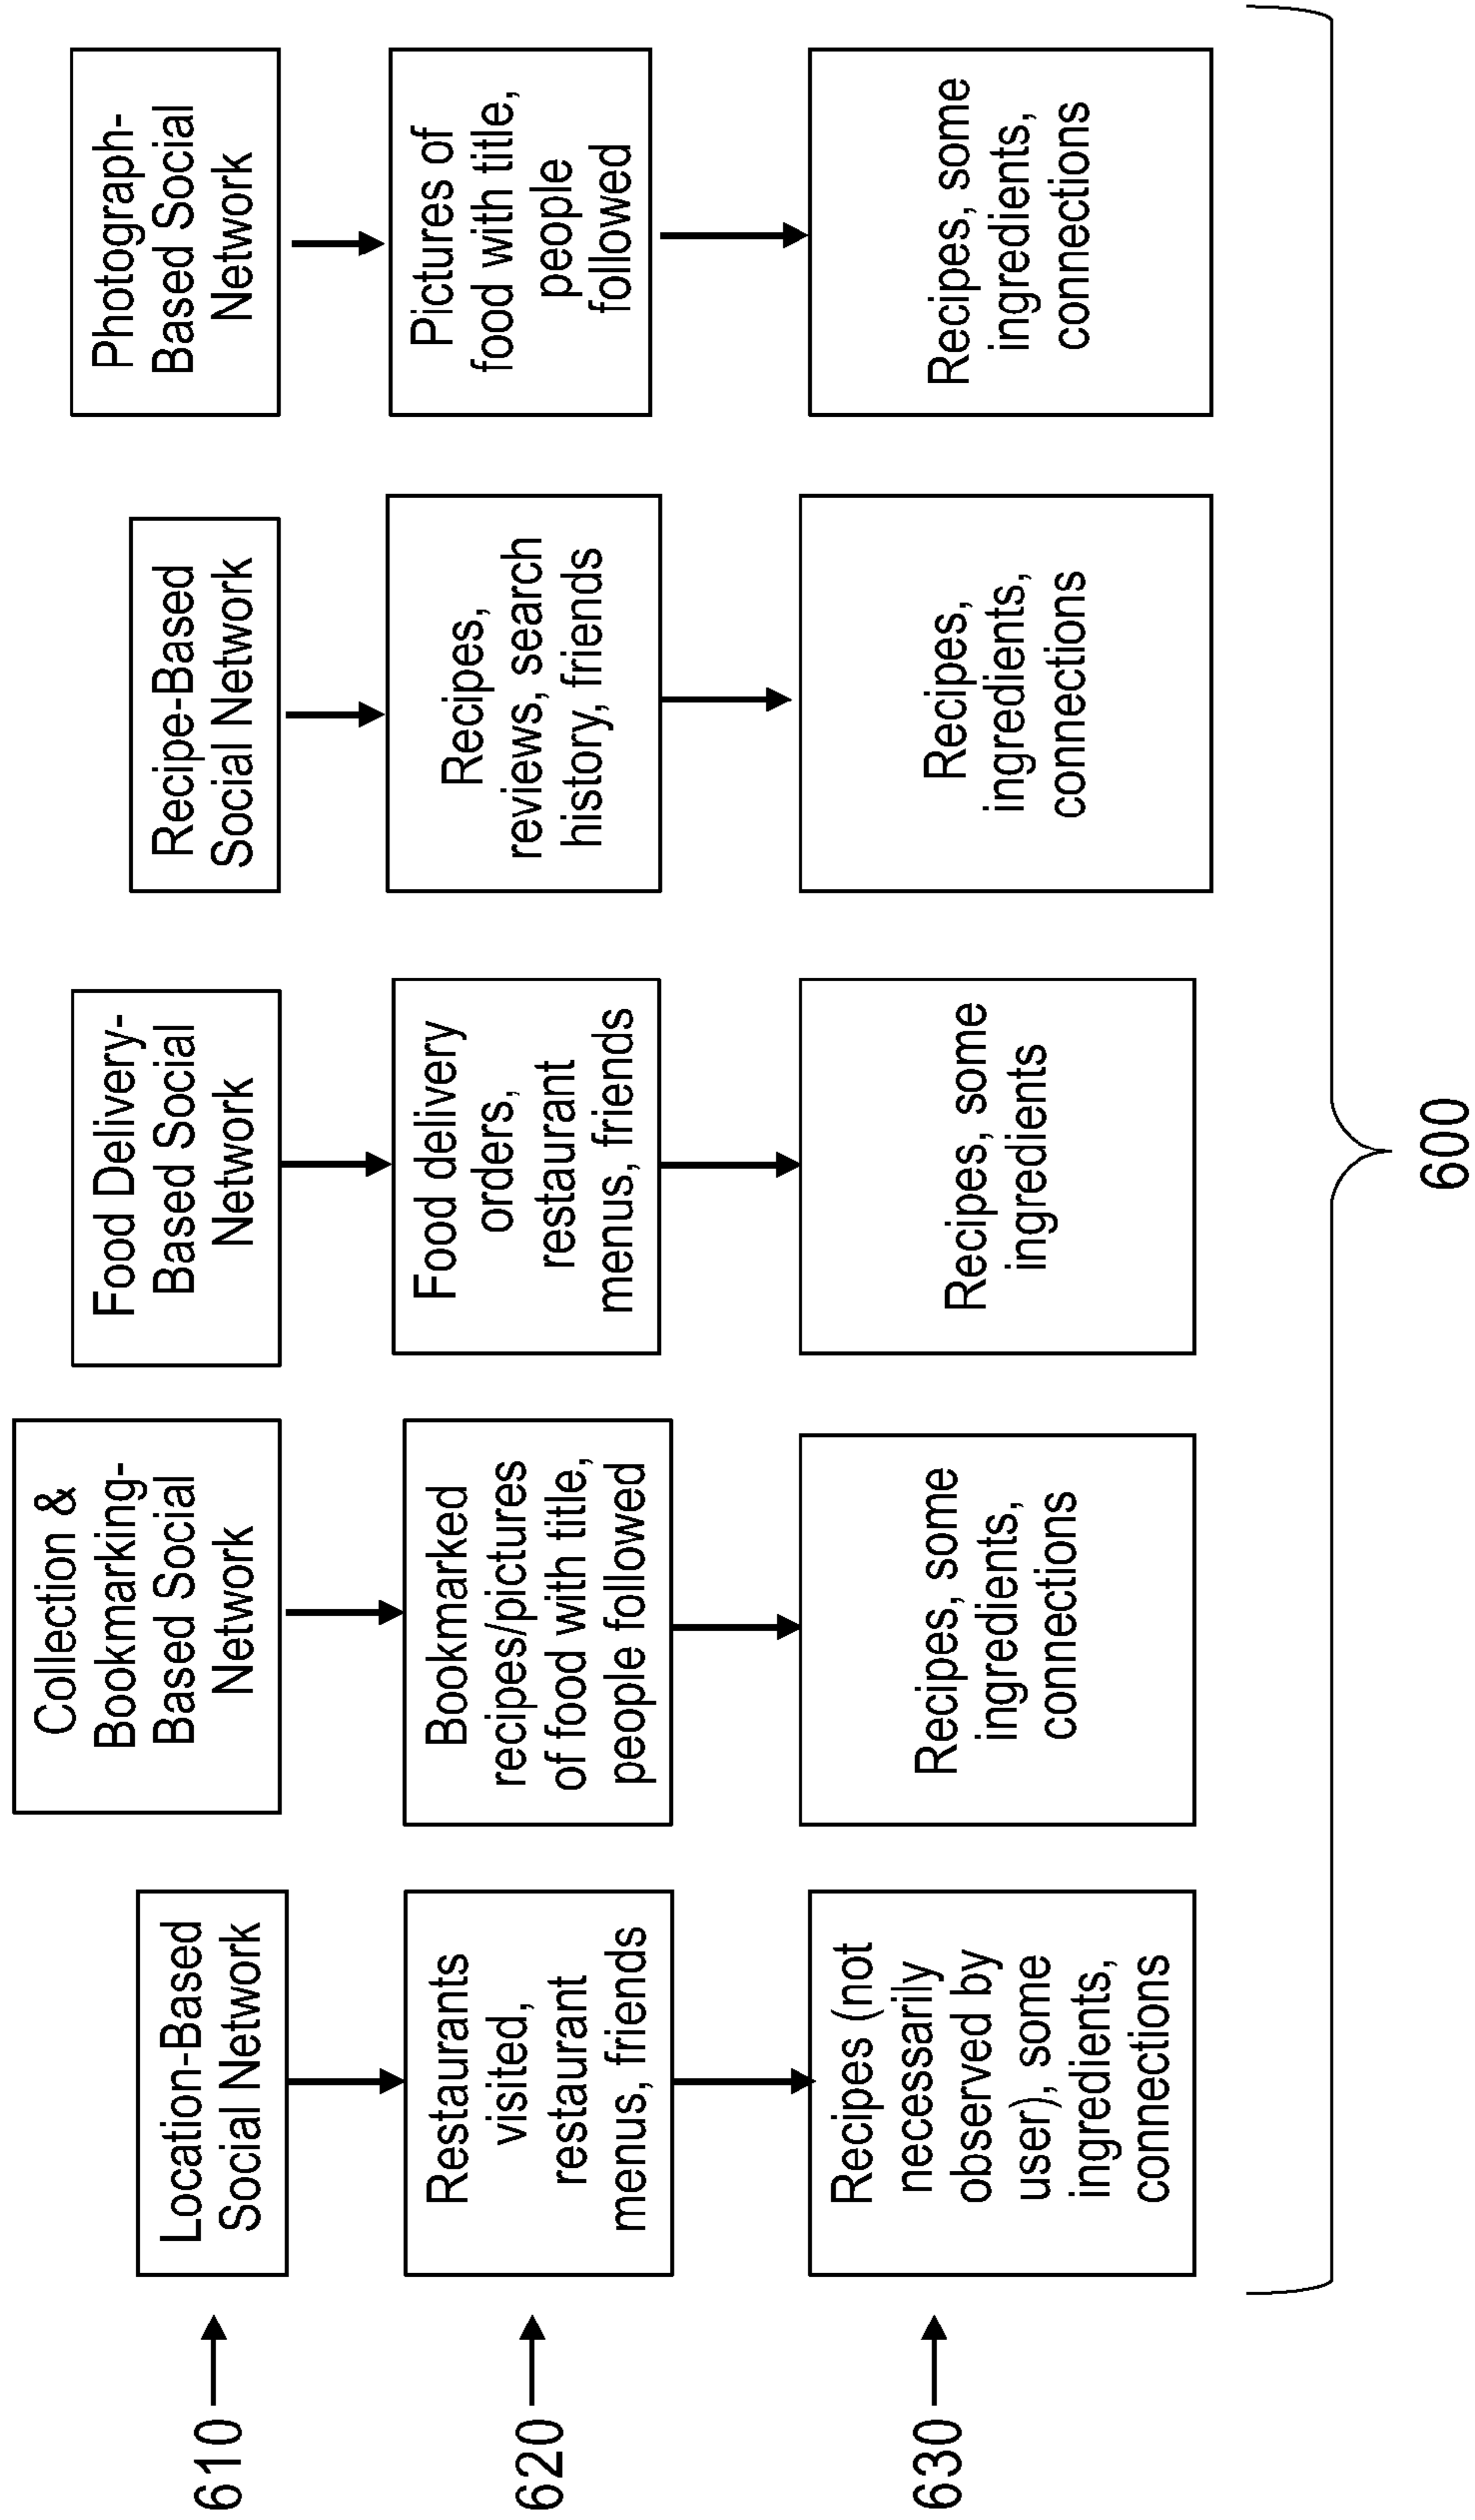 610
Location-Based
Social Network
Collection &
Bookmarking-
Based Social
Network
Food Delivery-
Based Social
Network
Recipe-Based
Social Network
Photograph-
Based Social
Network
620
Restaurants
visited,
restaurant
menus, friends
Bookmarked
recipes/pictures
of food with title,
people followed
Food delivery
orders,
restaurant
menus, friends
Recipes,
reviews, search
history, friends
Pictures of
food with title,
people
followed
630
Recipes (not
necessarily
observed by
user), some
ingredients,
connections
Recipes, some
ingredients,
connections
Recipes, some
ingredients
Recipes,
ingredients,
connections
Recipes, some
ingredients,
connections
600